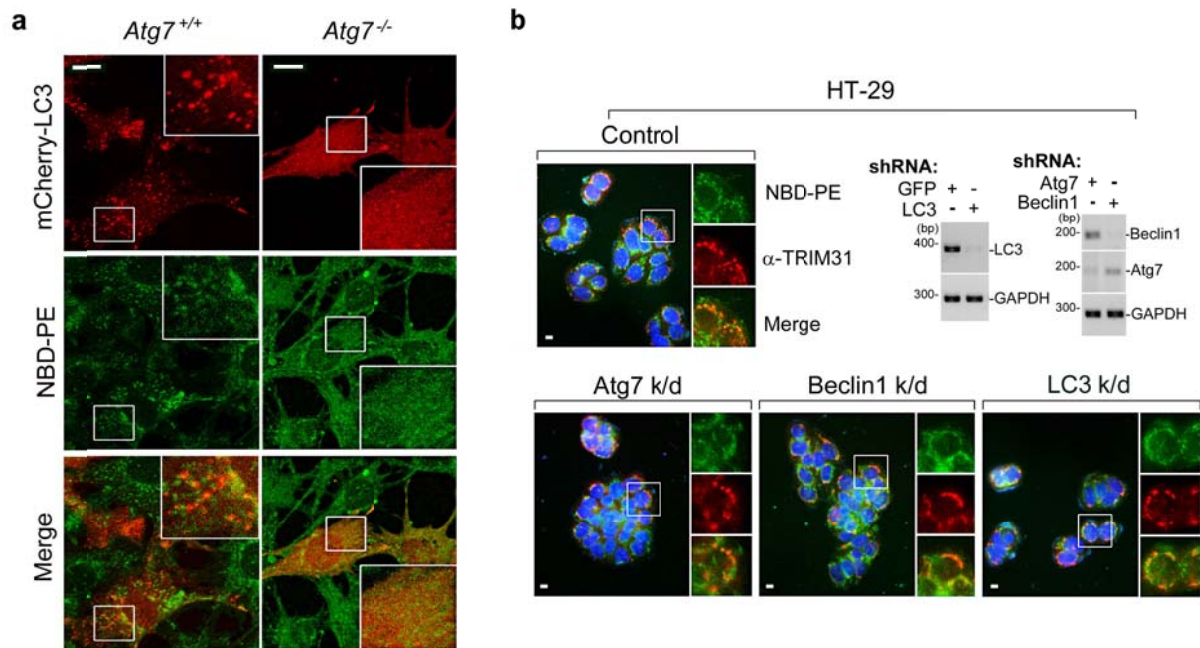 a
Atg7 +/+ Atg7 -/-
mCherry-LC3
NBD-PE
Merge
b
HT-29
Control
NBD-PE
α-TRIM31
Merge
shRNA:
GFP + -
LC3 - +
(bp)
400-
-LC3
300-
-GAPDH
shRNA:
Atg7 + -
Beclin1 - +
(bp)
200-
-Beclin1
200-
-Atg7
300-
-GAPDH
Atg7 k/d Beclin1 k/d LC3 k/d